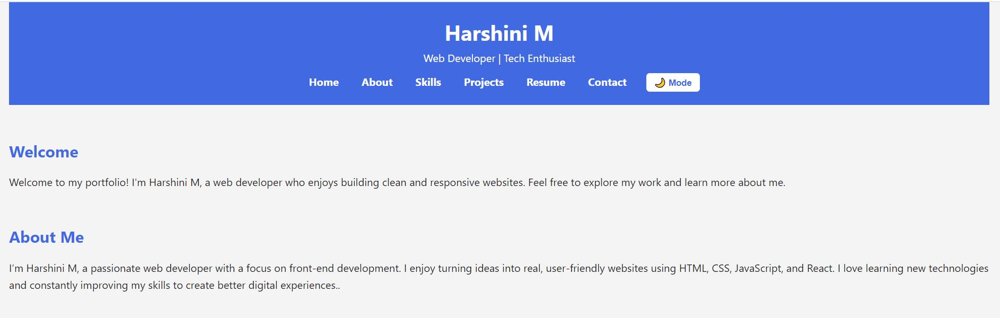 Harshini M
Web Developer | Tech Enthusiast
Home About Skills Projects Resume Contact 🌙 Mode
Welcome
Welcome to my portfolio! I'm Harshini M, a web developer who enjoys building clean and responsive websites. Feel free to explore my work and learn more about me.
About Me
I’m Harshini M, a passionate web developer with a focus on front-end development. I enjoy turning ideas into real, user-friendly websites using HTML, CSS, JavaScript, and React. I love learning new technologies
and constantly improving my skills to create better digital experiences..